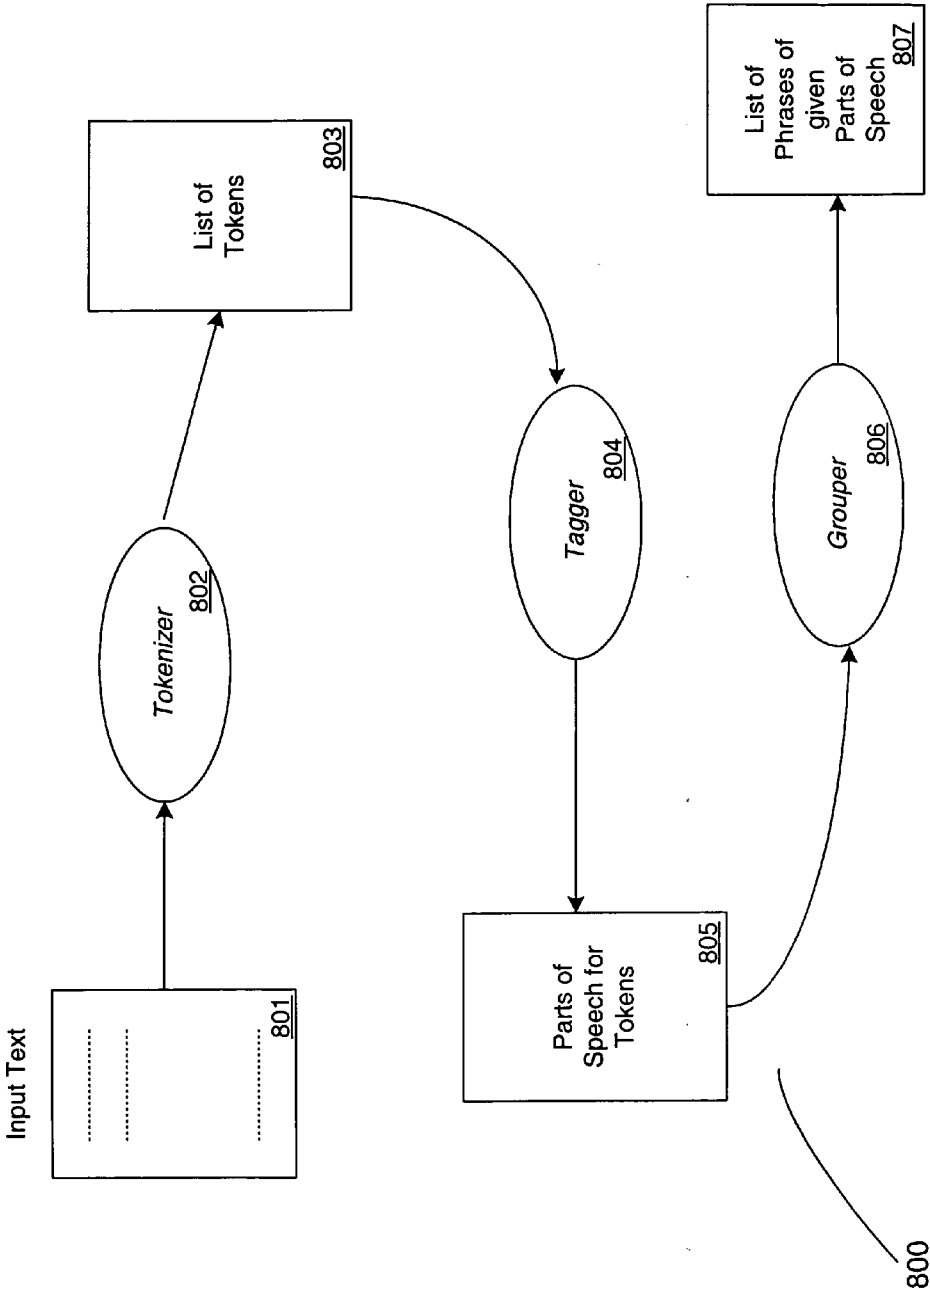 Input Text
801
Tokenizer
802
List of
Tokens
803
Tagger
804
Parts of
Speech for
Tokens
805
Grouper
806
List of
Phrases of
given
Parts of
Speech
807
800